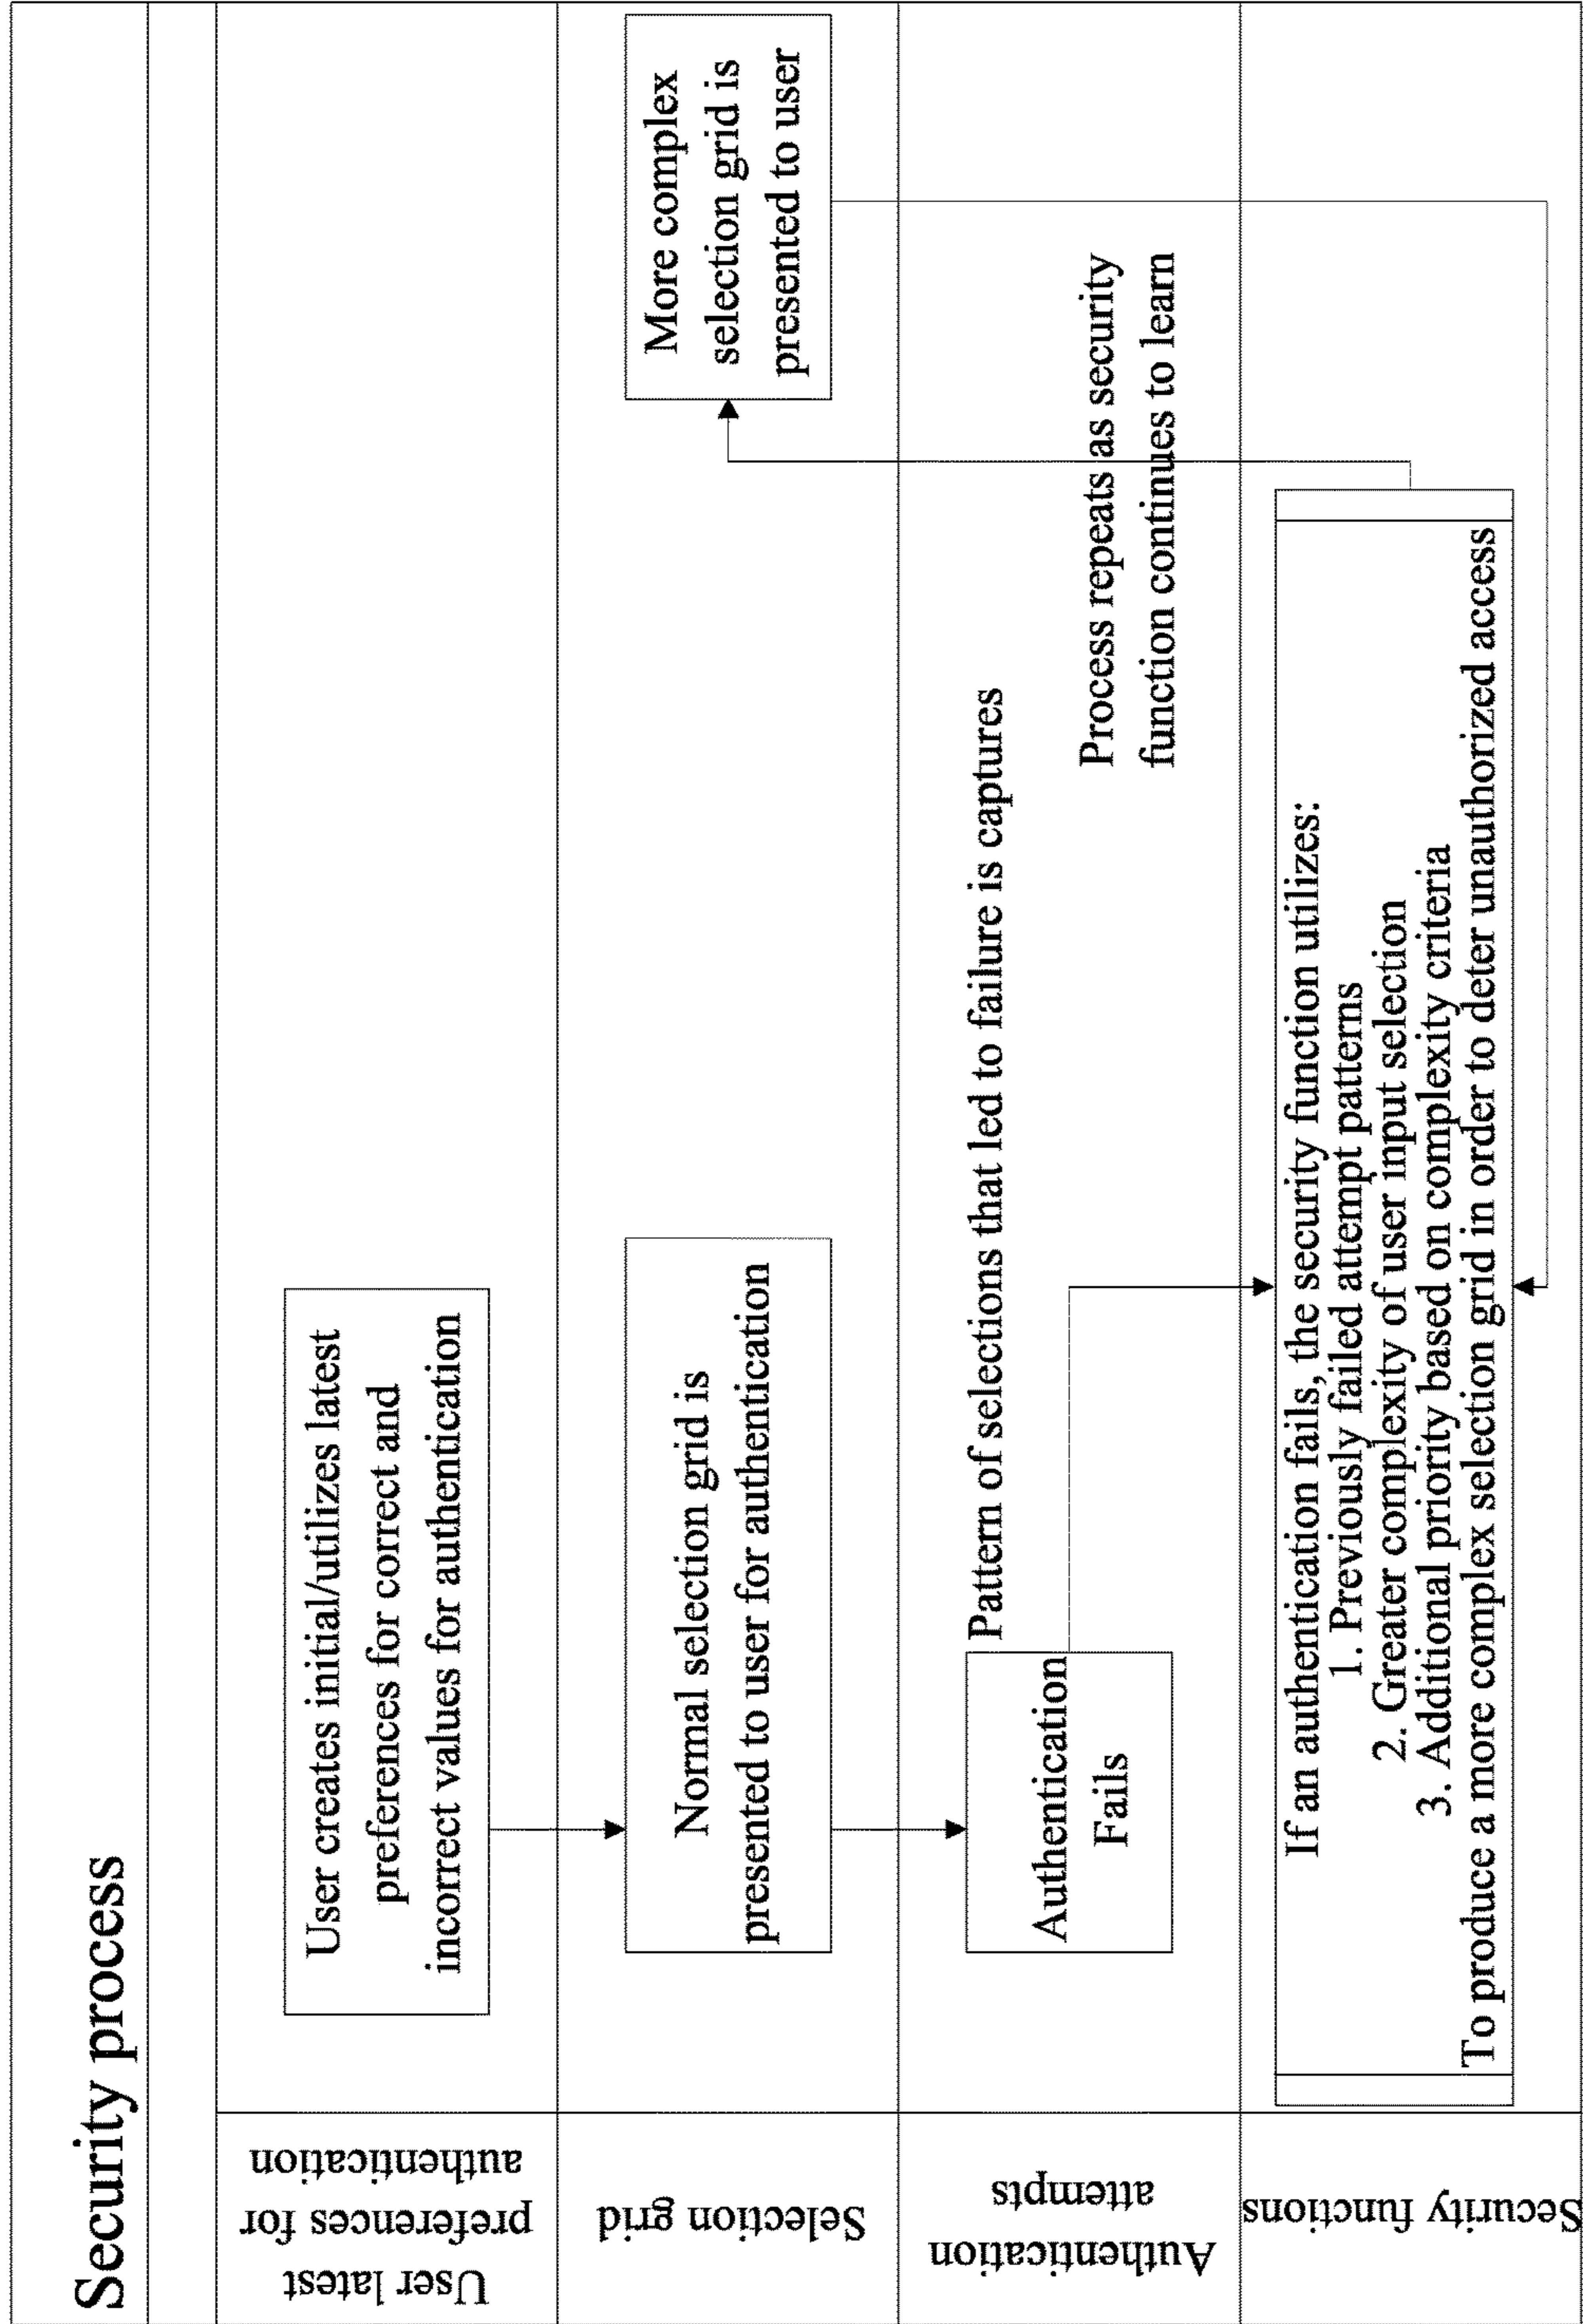 Security process
User latest
preferences for
authentication
User creates initial/utilizes latest
preferences for correct and
incorrect values for authentication
Selection grid
Normal selection grid is
presented to user for authentication
More complex
selection grid is
presented to user
Authentication
attempts
Authentication
Fails
Pattern of selections that led to failure is captures
Process repeats as security
function continues to learn
Security functions
If an authentication fails, the security function utilizes:
1. Previously failed attempt patterns
2. Greater complexity of user input selection
3. Additional priority based on complexity criteria
To produce a more complex selection grid in order to deter unauthorized access